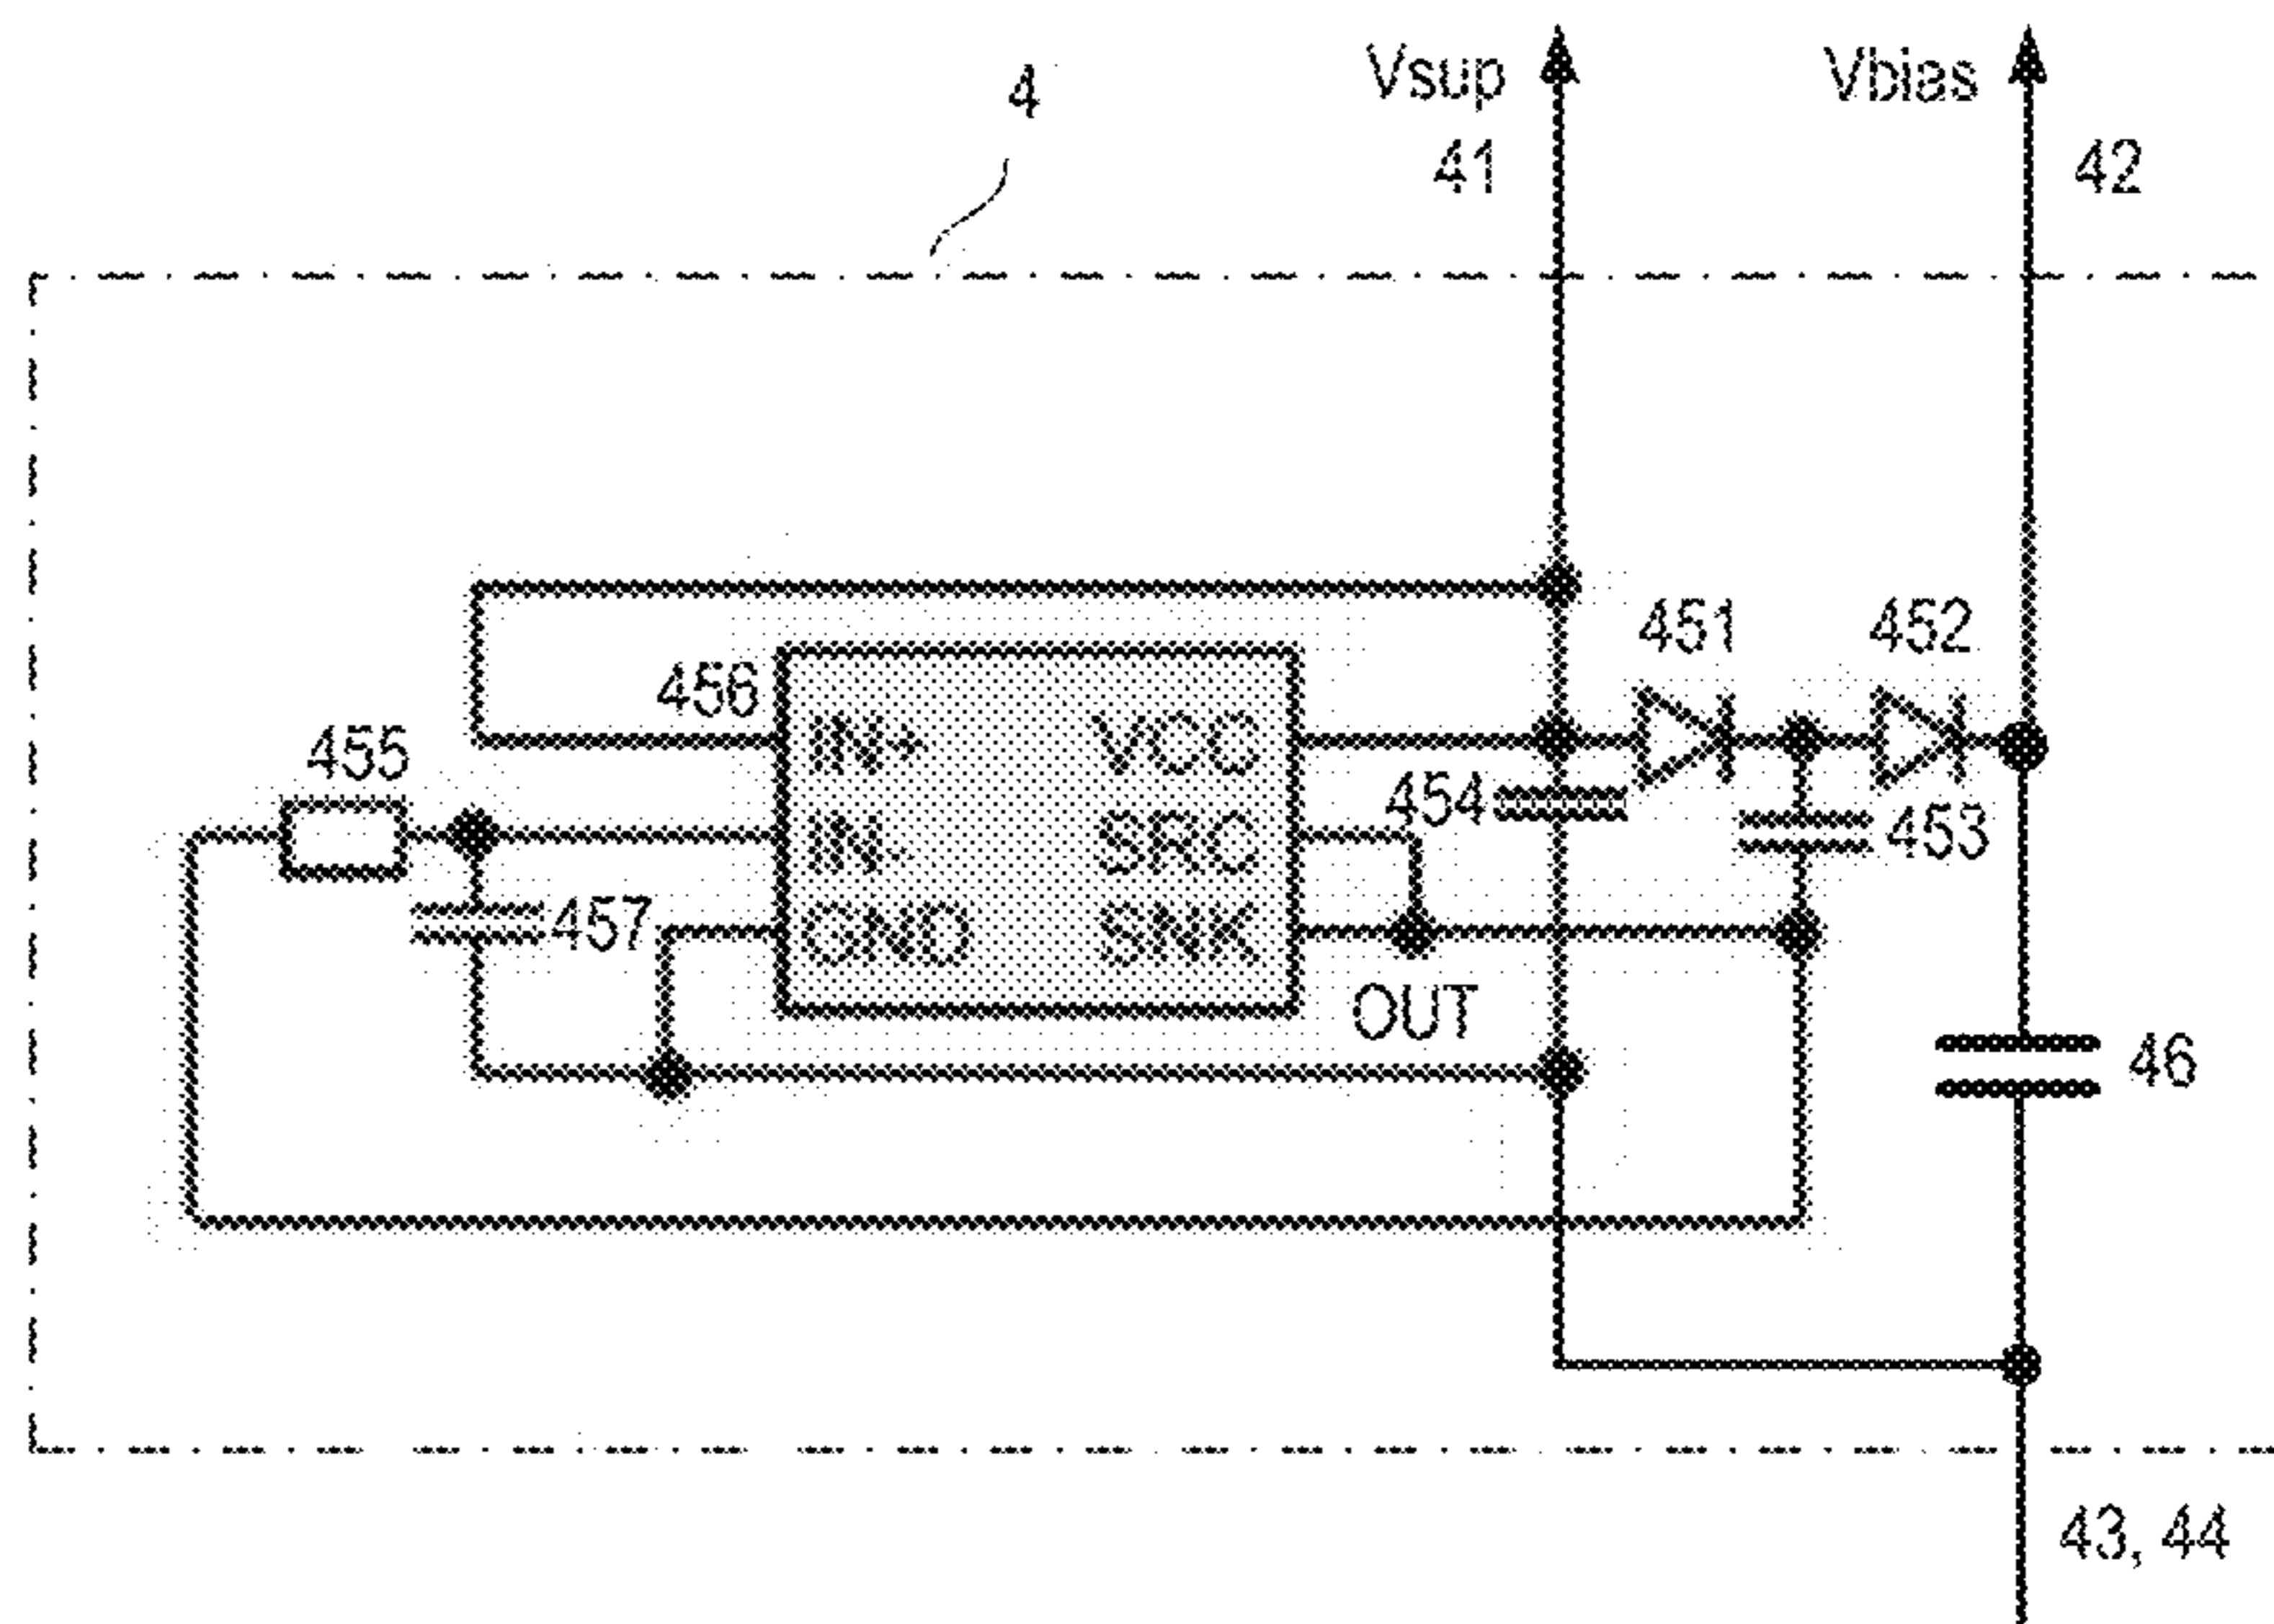 4
Vsup
Vbias
41
42
451
452
456
IN+
VCC
455
454
IN-
SRC
453
457
GND
SNK
OUT
46
43, 44